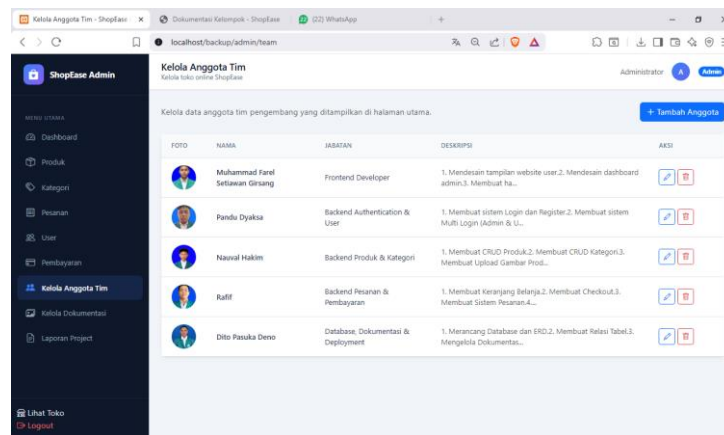 Kelola Anggota Tim - ShopEase
Dokumentasi Kelompok - ShopEase
(22) WhatsApp
localhost/backup/admin/team
ShopEase Admin
Kelola Anggota Tim
Kelola toko online ShopEase
Administrator
A
Admin
MENU UTAMA
Dashboard
Produk
Kategori
Pesanan
User
Pembayaran
Kelola Anggota Tim
Kelola Dokumentasi
Laporan Project
Lihat Toko
Logout
Kelola data anggota tim pengembang yang ditampilkan di halaman utama.
+ Tambah Anggota
FOTO NAMA JABATAN DESKRIPSI AKSI
Muhammad Farel
Setiawan Girsang
Frontend Developer
1. Mendesain tampilan website user.2. Mendesain dashboard
admin.3. Membuat ha...
Pandu Dyaksa
Backend Authentication &
User
1. Membuat sistem Login dan Register.2. Membuat sistem
Multi Login (Admin & U...
Nauval Hakim
Backend Produk & Kategori
1. Membuat CRUD Produk.2. Membuat CRUD Kategori.3.
Membuat Upload Gambar Prod...
Rafif
Backend Pesanan &
Pembayaran
1. Membuat Keranjang Belanja.2. Membuat Checkout.3.
Membuat Sistem Pesanan.4...
Dito Pasuka Deno
Database, Dokumentasi &
Deployment
1. Merancang Database dan ERD.2. Membuat Relasi Tabel.3.
Mengelola Dokumentas...